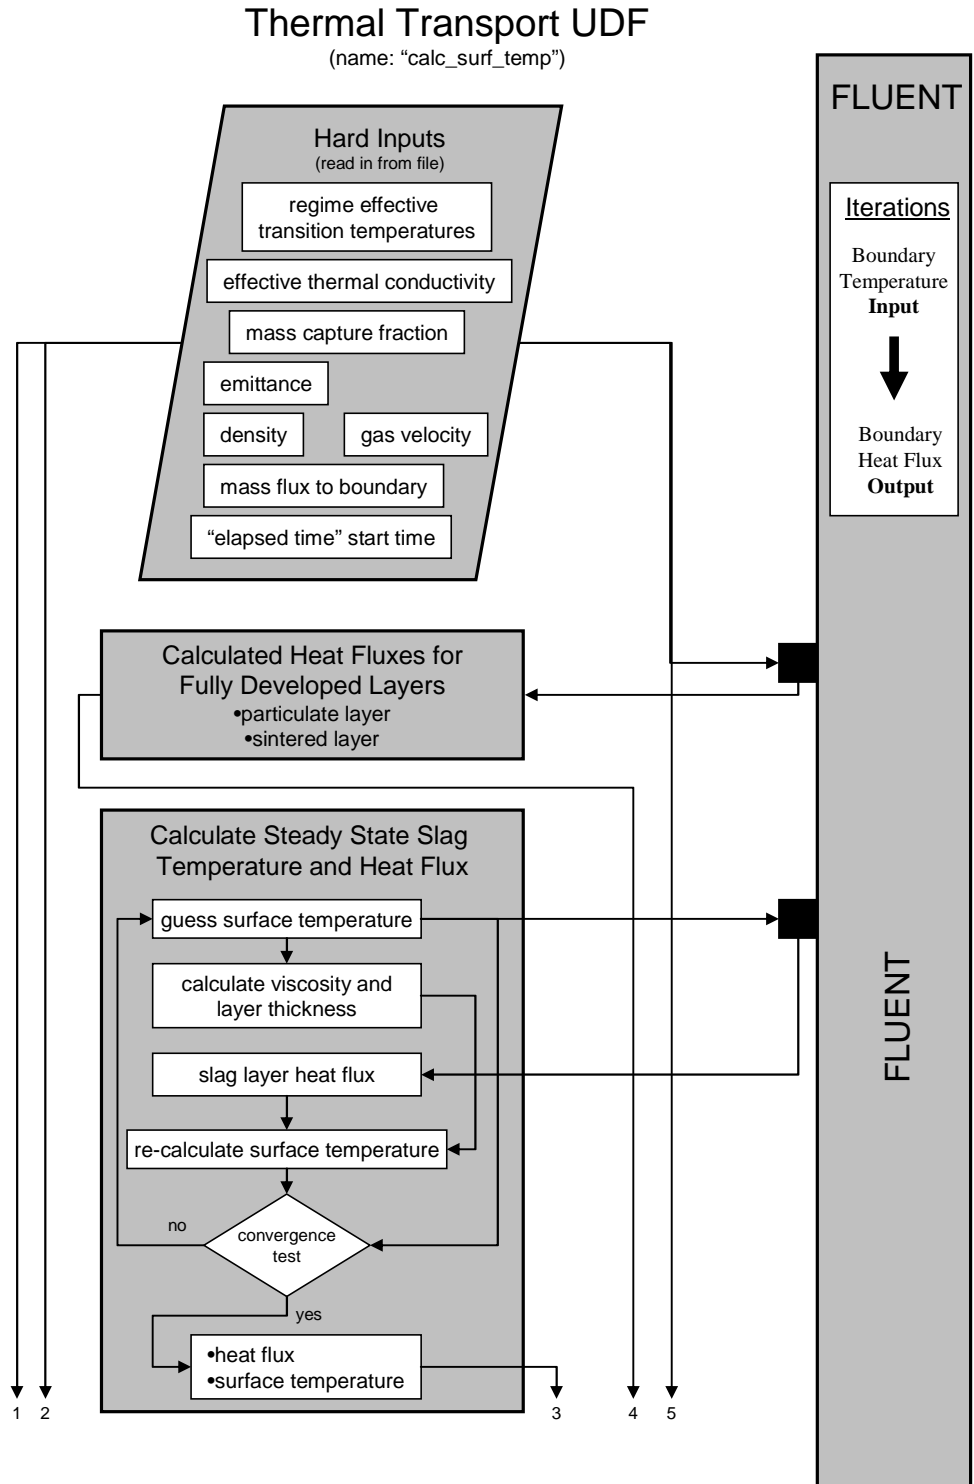 Thermal Transport UDF
(name: “calc_surf_temp”)
FLUENT
Hard Inputs
(read in from file)
regime effective
transition temperatures
effective thermal conductivity
mass capture fraction
emittance
density
gas velocity
mass flux to boundary
“elapsed time” start time
Iterations
Boundary
Temperature
Input
Boundary
Heat Flux
Output
Calculated Heat Fluxes for
Fully Developed Layers
•particulate layer
•sintered layer
Calculate Steady State Slag
Temperature and Heat Flux
guess surface temperature
calculate viscosity and
layer thickness
slag layer heat flux
re-calculate surface temperature
no
convergence
test
yes
•heat flux
•surface temperature
FLUENT
1 2 3 4 5